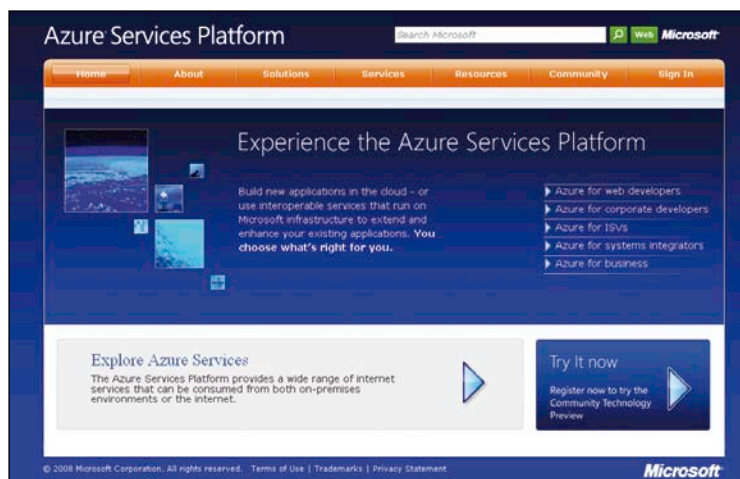 Azure Services Platform
Search Microsoft
Web
Microsoft
Home
About
Solutions
Services
Resources
Community
Sign In
Experience the Azure Services Platform
Build new applications in the cloud - or
use interoperable services that run on
Microsoft infrastructure to extend and
enhance your existing applications. You
choose what's right for you.
Azure for web developers
Azure for corporate developers
Azure for ISVs
Azure for systems integrators
Azure for business
Explore Azure Services
The Azure Services Platform provides a wide range of internet
services that can be consumed from both on-premises
environments or the internet.
Try It now
Register now to try the
Community Technology
Preview
© 2008 Microsoft Corporation. All rights reserved. Terms of Use | Trademarks | Privacy Statement
Microsoft